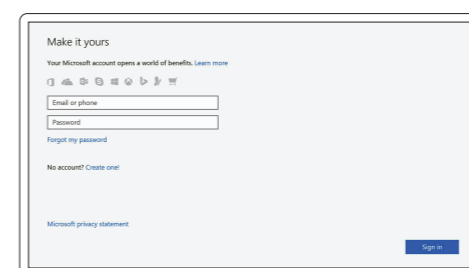 Make it yours
Your Microsoft account opens a world of benefits. Learn more
Email or phone
Password
Forgot my password
No account? Create one!
Microsoft privacy statement
Sign in